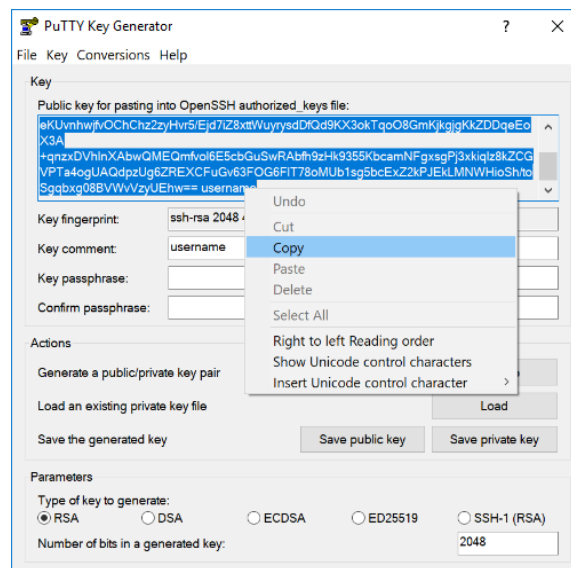 PuTTY Key Generator
File Key Conversions Help
Key
Public key for pasting into OpenSSH authorized_keys file:
eKUvnhwjfvOChChz2zyHvr5/Ejd7iZ8xttWuyrysdDfQd9KX3okTqoO8GmKjkgjgKkZDDqeEo
X3A
+qnzxDVhlnXAbwQMEQmfvol6E5cbGuSwRAbfh9zHk9355KbcamNFgxsgPj3xkiqlz8kZCG
VPTa4ogUAQdpzUg6ZREXCFuGv63FOG6FIT78oMUb1sg5bcExZ2kPJEkLMNWHioSh/to
Sgqbxg08BVWvVzyUEhw== username
Key fingerprint: ssh-rsa 2048
Key comment: username
Key passphrase:
Confirm passphrase:
Undo
Cut
Copy
Paste
Delete
Select All
Right to left Reading order
Show Unicode control characters
Insert Unicode control character
Actions
Generate a public/private key pair
Load an existing private key file Load
Save the generated key Save public key Save private key
Parameters
Type of key to generate:
RSA DSA ECDSA ED25519 SSH-1 (RSA)
Number of bits in a generated key: 2048